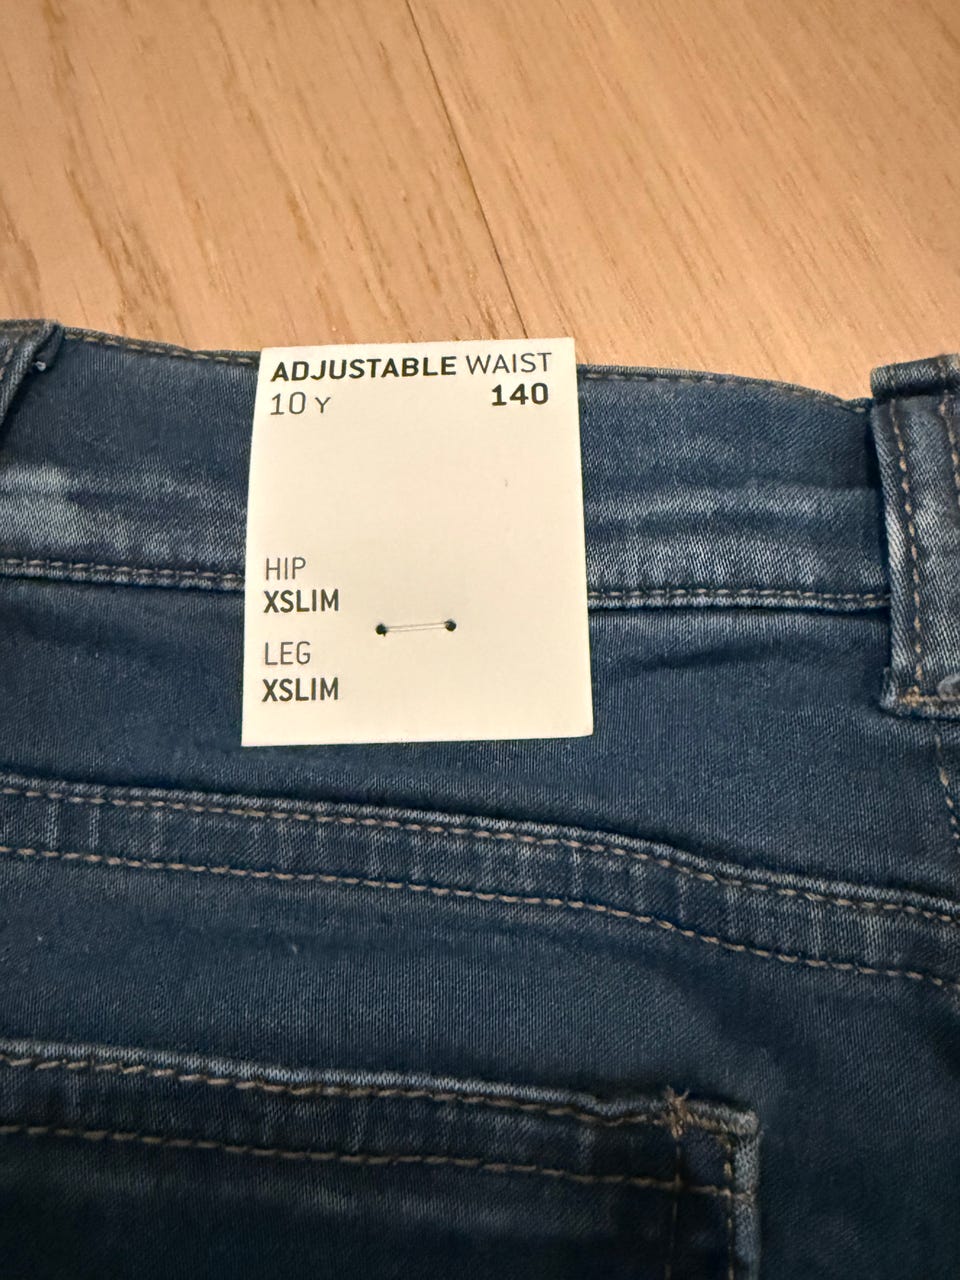 ADJUSTABLE WAIST
10 Y 140
HIP
XSLIM
LEG
XSLIM